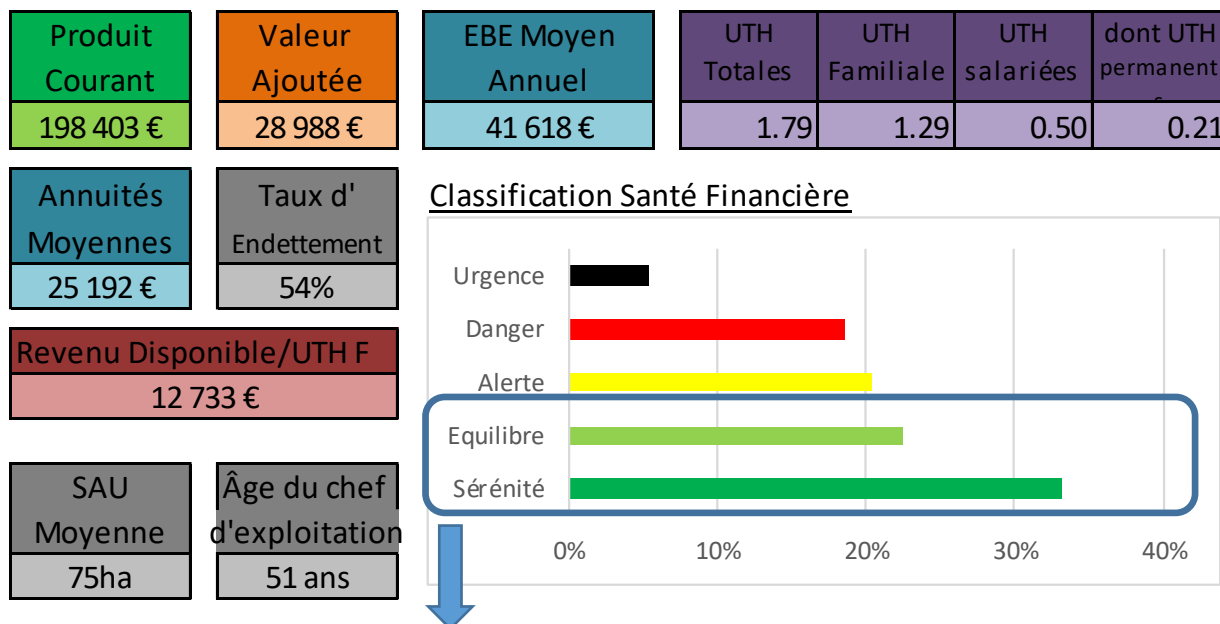 Produit
Courant
198 403 €
Valeur
Ajoutée
28 988 €
EBE Moyen
Annuel
41 618 €
UTH
Totales
1.79
UTH
Familiale
1.29
UTH
salariées
0.50
dont UTH
permanent
0.21
Annuités
Moyennes
25 192 €
Taux d'
Endettement
54%
Revenu Disponible/UTH F
12 733 €
SAU
Moyenne
75ha
Âge du chef
d'exploitation
51 ans
Classification Santé Financière
Urgence
Danger
Alerte
Equilibre
Sérénité
0% 10% 20% 30% 40%